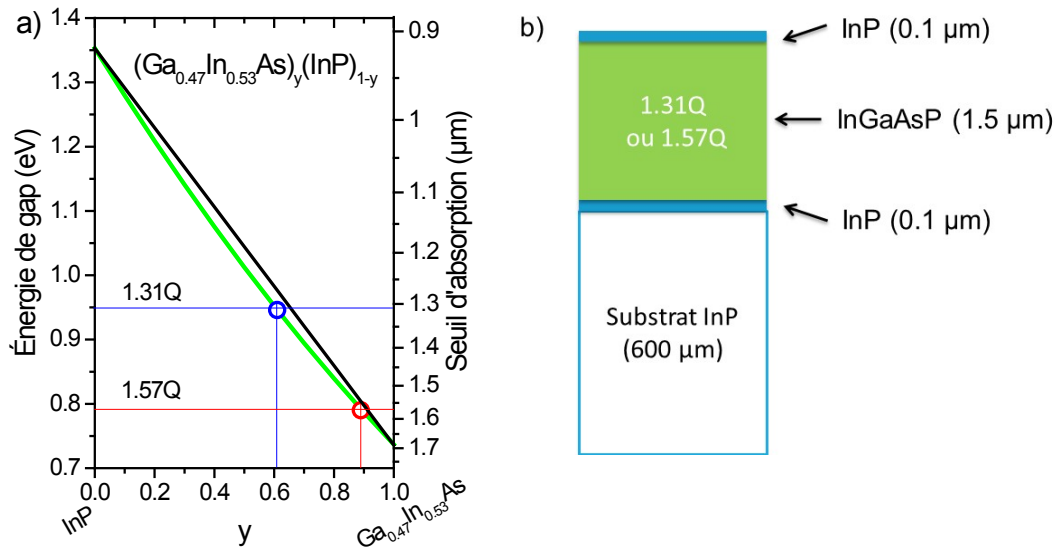 a)
(Ga0.47In0.53As)y(InP)1-y
Énergie de gap (eV)
1.4
1.3
1.2
1.1
1.0
0.9
0.8
0.7
1.31Q
1.57Q
0.0
0.2
0.4
0.6
0.8
1.0
InP
y
Ga0.47In0.53As
0.9
1
1.1
1.2
1.3
1.4
1.5
1.6
1.7
Seuil d'absorption (µm)
b)
InP (0.1 µm)
1.31Q
ou 1.57Q
InGaAsP (1.5 µm)
InP (0.1 µm)
Substrat InP
(600 µm)